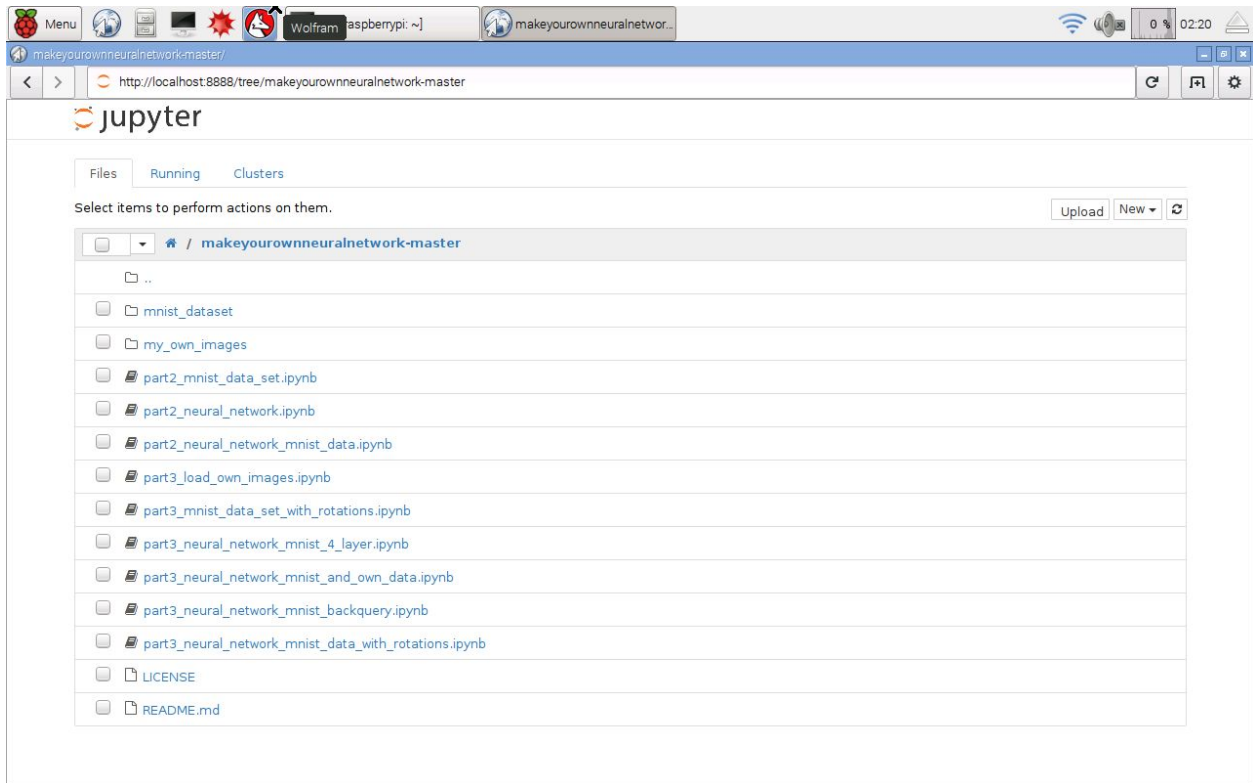 Menu Wolfram aspberrypi: ~] makeyourownneuralnetwor... 0 % 02:20
makeyourownneuralnetwork-master/
http://localhost:8888/tree/makeyourownneuralnetwork-master
jupyter
Files Running Clusters
Select items to perform actions on them. Upload New
/ makeyourownneuralnetwork-master
..
mnist_dataset
my_own_images
part2_mnist_data_set.ipynb
part2_neural_network.ipynb
part2_neural_network_mnist_data.ipynb
part3_load_own_images.ipynb
part3_mnist_data_set_with_rotations.ipynb
part3_neural_network_mnist_4_layer.ipynb
part3_neural_network_mnist_and_own_data.ipynb
part3_neural_network_mnist_backquery.ipynb
part3_neural_network_mnist_data_with_rotations.ipynb
LICENSE
README.md